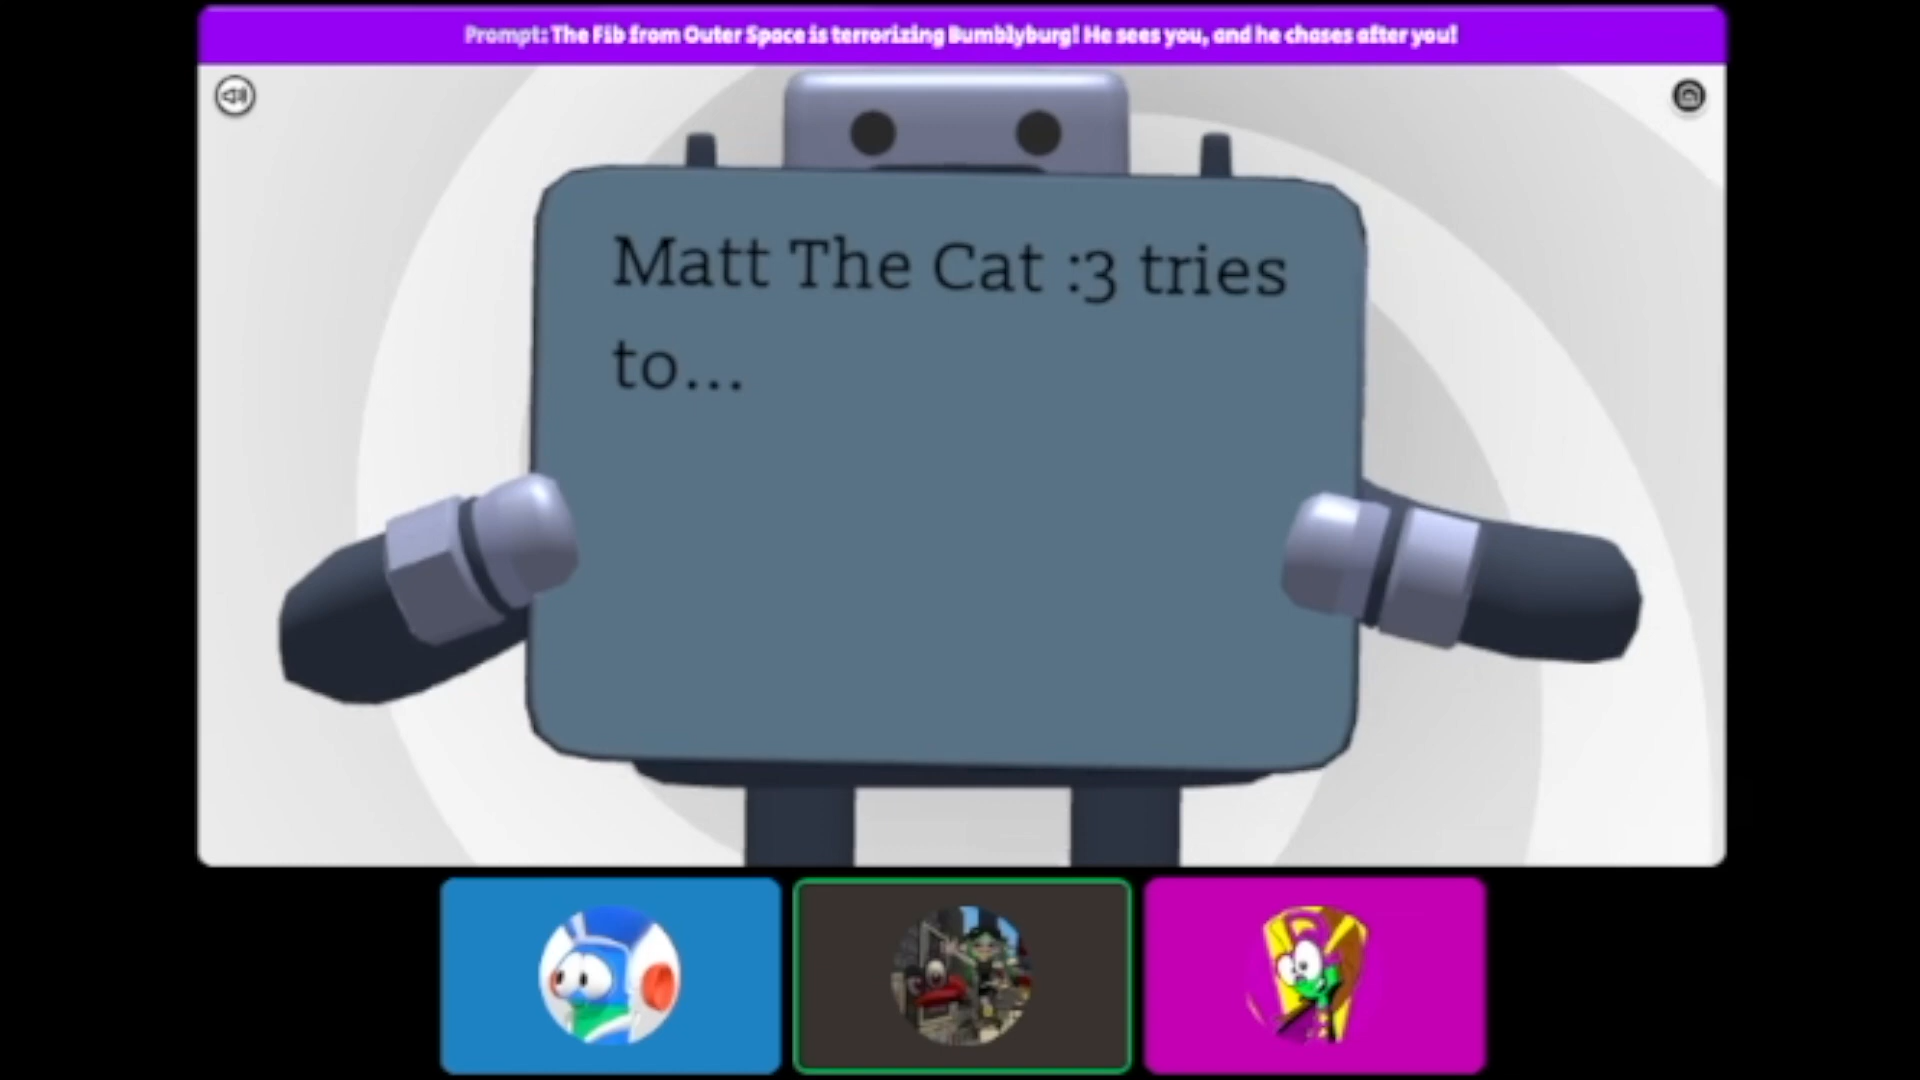 Prompt: The Fib from Outer Space is terrorizing Bumblyburg! He sees you, and he chases after you!
Matt The Cat :3 tries
to...